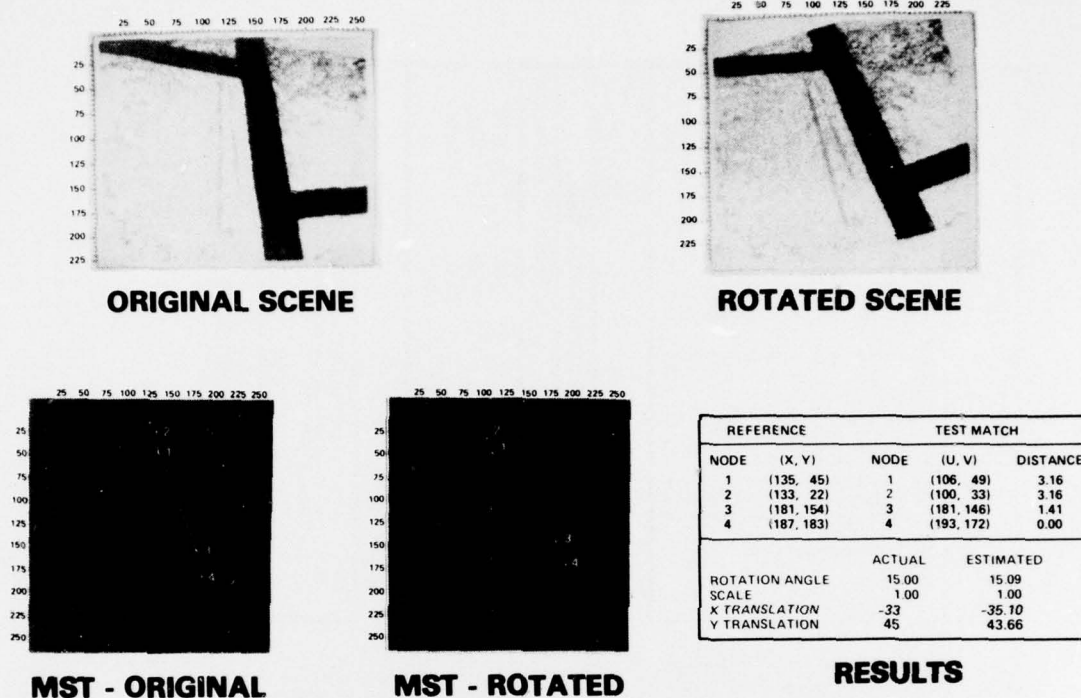 25 50 75 100 125 150 175 200 225 250
25
50
75
100
125
150
175
200
225
ORIGINAL SCENE
25 50 75 100 125 150 175 200 225
25
50
75
100
125
150
175
200
225
ROTATED SCENE
25 50 75 100 125 150 175 200 225 250
25
50
75
100
125
150
175
200
250
2
1
4
MST - ORIGINAL
25 50 75 100 125 150 175 200 225 250
25
50
75
100
125
150
175
200
250
2
3
4
MST - ROTATED
REFERENCE TEST MATCH
NODE (X, Y) NODE (U, V) DISTANCE
1 (135, 45) 1 (106, 49) 3.16
2 (133, 22) 2 (100, 33) 3.16
3 (181, 154) 3 (181, 146) 1.41
4 (187, 183) 4 (193, 172) 0.00
ACTUAL ESTIMATED
ROTATION ANGLE 15.00 15.09
SCALE 1.00 1.00
X TRANSLATION -33 -35.10
Y TRANSLATION 45 43.66
RESULTS